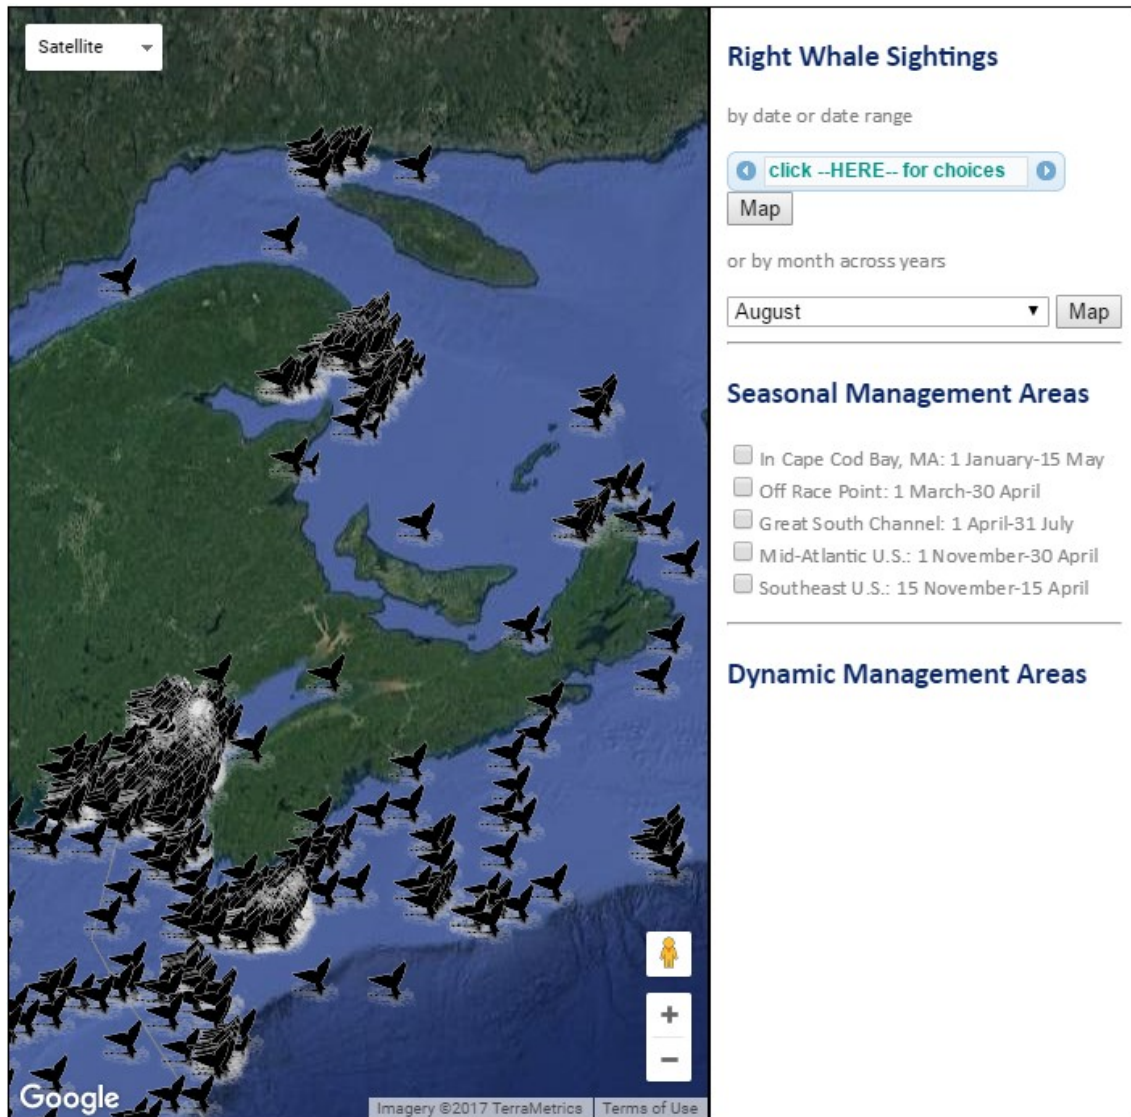 Satellite
Right Whale Sightings
by date or date range
click --HERE-- for choices
Map
or by month across years
August
Map
Seasonal Management Areas
In Cape Cod Bay, MA: 1 January-15 May
Off Race Point: 1 March-30 April
Great South Channel: 1 April-31 July
Mid-Atlantic U.S.: 1 November-30 April
Southeast U.S.: 15 November-15 April
Dynamic Management Areas
Google
Imagery ©2017 TerraMetrics
Terms of Use